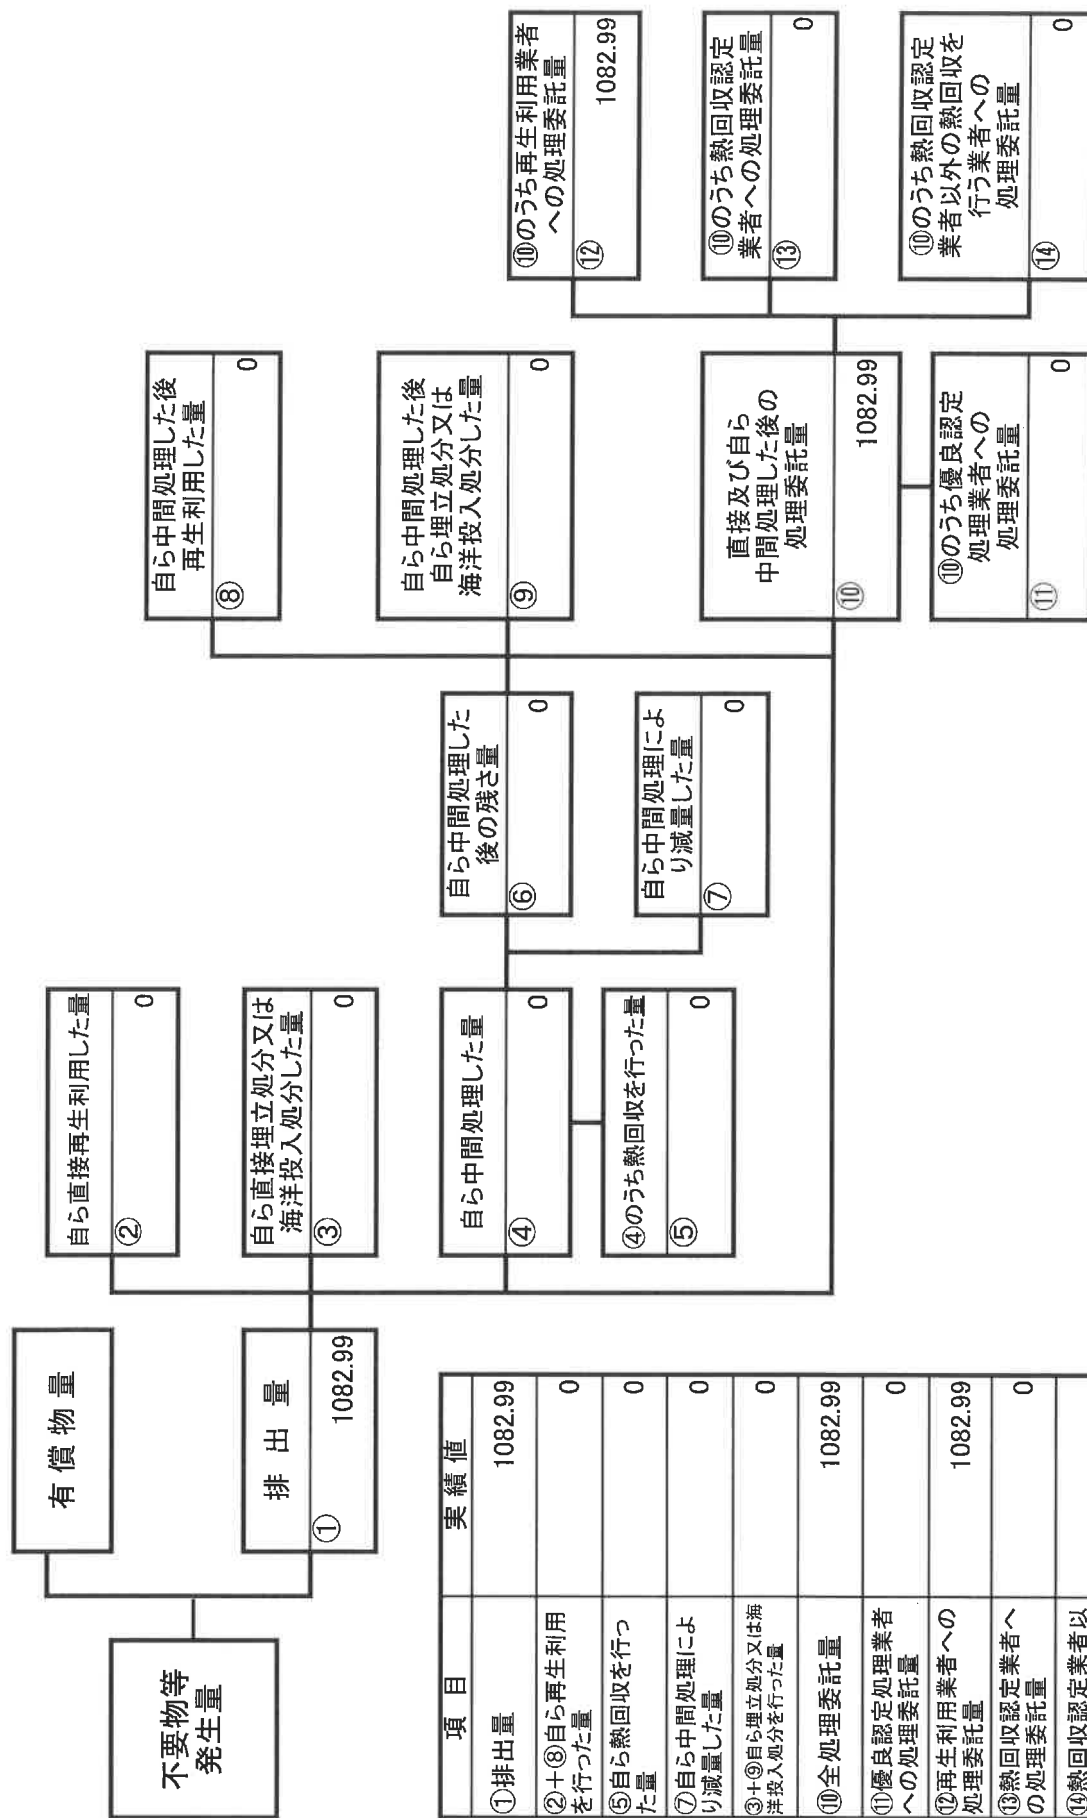 不要物等
発生量
有償物量
排出量
①
1082.99
自ら直接再生利用した量
②
0
自ら直接埋立処分又は
海洋投入処分した量
③
0
自ら中間処理した量
④
0
④のうち熱回収を行った量
⑤
0
自ら中間処理した
後の残さ量
⑥
0
自ら中間処理によ
り減量した量
⑦
0
自ら中間処理した後
再生利用した量
⑧
0
自ら中間処理した後
自ら埋立処分又は
海洋投入処分した量
⑨
0
直接及び自ら
中間処理した後の
処理委託量
⑩
1082.99
⑩のうち優良認定
処理業者への
処理委託量
⑪
0
⑩のうち再生利用業者
への処理委託量
⑫
1082.99
⑩のうち熱回収認定
業者への処理委託量
⑬
0
⑩のうち熱回収認定
業者以外の熱回収を
行う業者への
処理委託量
⑭
0
項目 実績値
①排出量 1082.99
②+⑧自ら再生利用
を行った量 0
⑤自ら熱回収を行っ
た量 0
⑦自ら中間処理によ
り減量した量 0
③+⑨自ら埋立処分又は海
洋投入処分を行った量 0
⑩全処理委託量 1082.99
⑪優良認定処理業者
への処理委託量 0
⑫再生利用業者への
処理委託量 1082.99
⑬熱回収認定業者へ
の処理委託量 0
⑭熱回収認定業者以